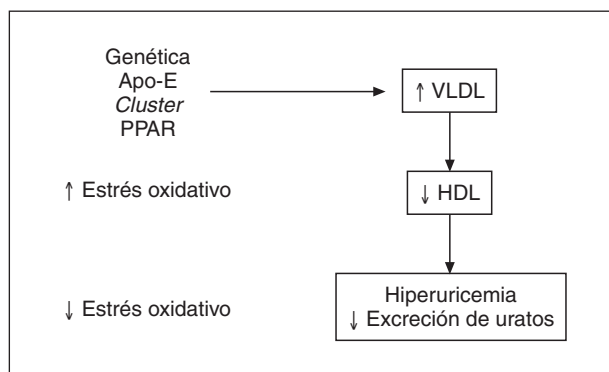 Genética
Apo-E
Cluster
PPAR
↑ VLDL
↑ Estrés oxidativo
↓ HDL
↓ Estrés oxidativo
Hiperuricemia
↓ Excreción de uratos